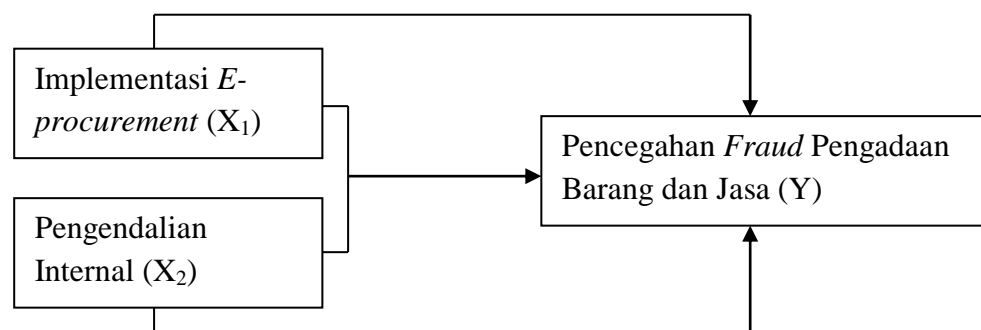 Implementasi E-
procurement (X₁)
Pencegahan Fraud Pengadaan
Barang dan Jasa (Y)
Pengendalian
Internal (X₂)